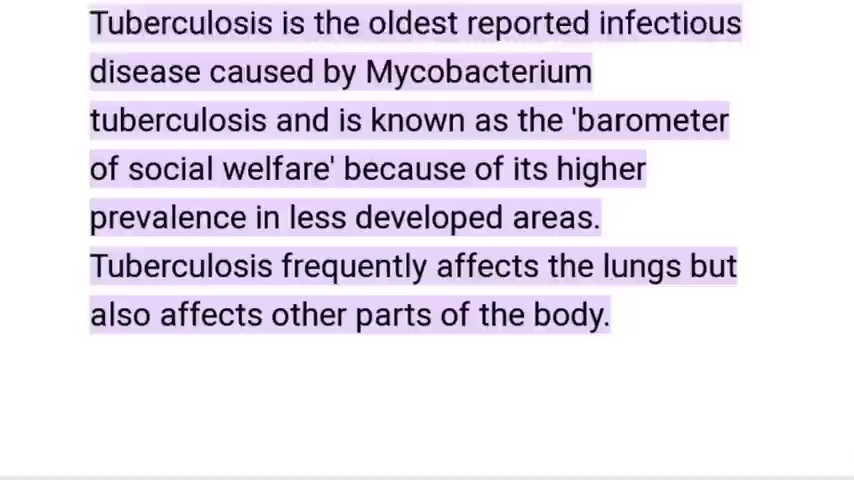 Tuberculosis is the oldest reported infectious
disease caused by Mycobacterium
tuberculosis and is known as the 'barometer
of social welfare' because of its higher
prevalence in less developed areas.
Tuberculosis frequently affects the lungs but
also affects other parts of the body.